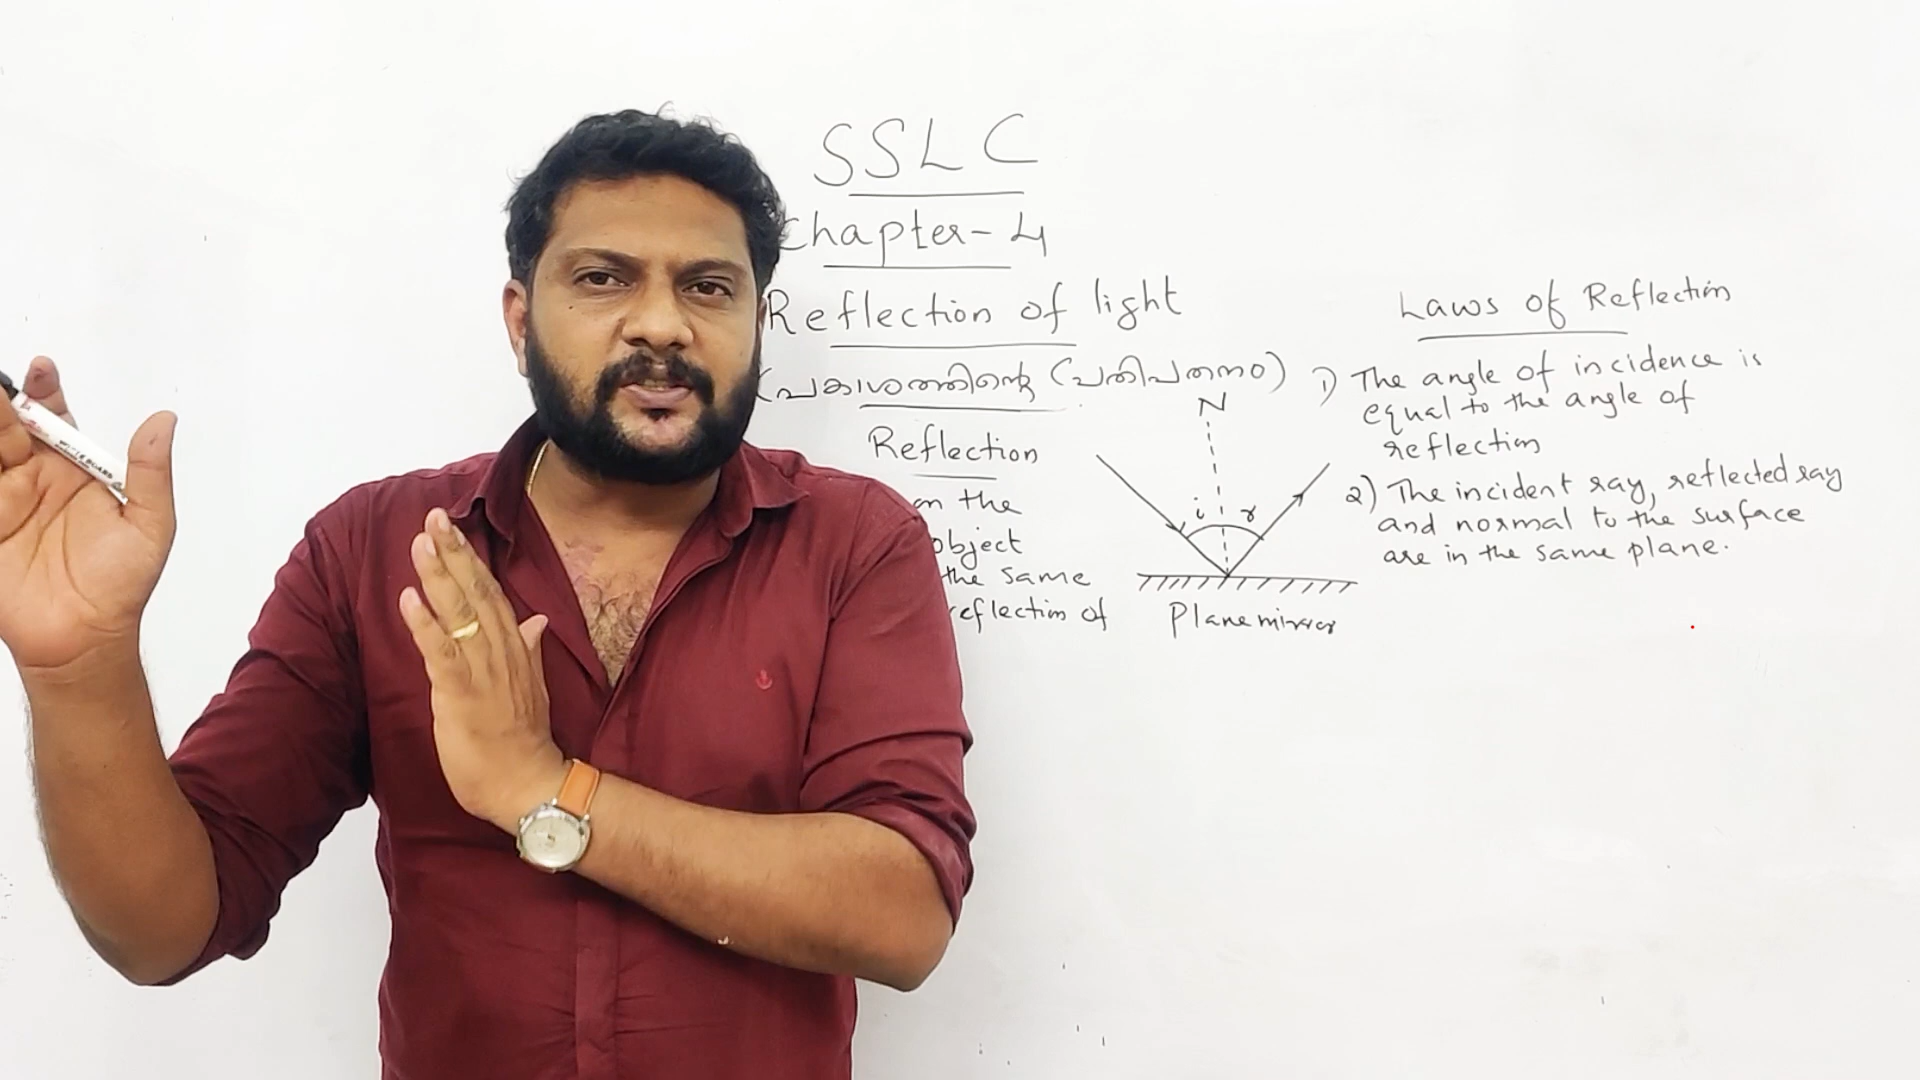 SSLC
Chapter - 4
Reflection of light
പ്രകാശത്തിന്റെ പ്രതിപതനം
Reflection
on the
object
the same
reflection of
N
i r
Plane mirror
Laws of Reflection
1) The angle of incidence is
equal to the angle of
reflection
2) The incident ray, reflected ray
and normal to the surface
are in the same plane.